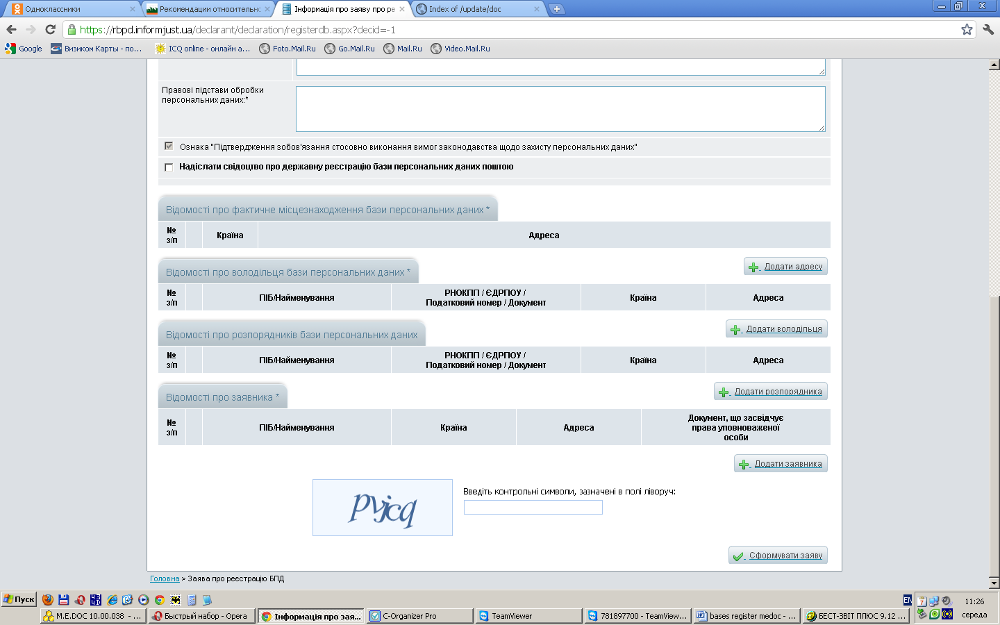 Одноклассники
Рекомендации относительно
Інформація про заяву про ре
Index of /update/doc
https://rbpd.informjust.ua/declarant/declaration/registerdb.aspx?decid=-1
Google
Визиком Карты - по...
ICQ online - онлайн а...
Foto.Mail.Ru
Go.Mail.Ru
Mail.Ru
Video.Mail.Ru
Правові підстави обробки
персональних даних:*
Ознака "Підтвердження зобов'язання стосовно виконання вимог законодавства щодо захисту персональних даних"
Надіслати свідоцтво про державну реєстрацію бази персональних даних поштою
Відомості про фактичне місцезнаходження бази персональних даних *
№
з/п
Країна
Адреса
Додати адресу
Відомості про володільця бази персональних даних *
№
з/п
ПІБ/Найменування
РНОКПП / ЄДРПОУ /
Податковий номер / Документ
Країна
Адреса
Додати володільця
Відомості про розпорядників бази персональних даних
№
з/п
ПІБ/Найменування
РНОКПП / ЄДРПОУ /
Податковий номер / Документ
Країна
Адреса
Додати розпорядника
Відомості про заявника *
№
з/п
ПІБ/Найменування
Країна
Адреса
Документ, що засвідчує
права уповноваженої
особи
Додати заявника
pvjcq
Введіть контрольні символи, зазначені в полі ліворуч:
Сформувати заяву
Головна > Заява про реєстрацію БПД
Пуск
EN
11:26
середа
M.E.DOC 10.00.038 - ...
Быстрый набор - Opera
Інформація про зая...
C-Organizer Pro
TeamViewer
781897700 - TeamView...
bases register medoc - ...
БЕСТ-ЗВІТ ПЛЮС 9.12 ...